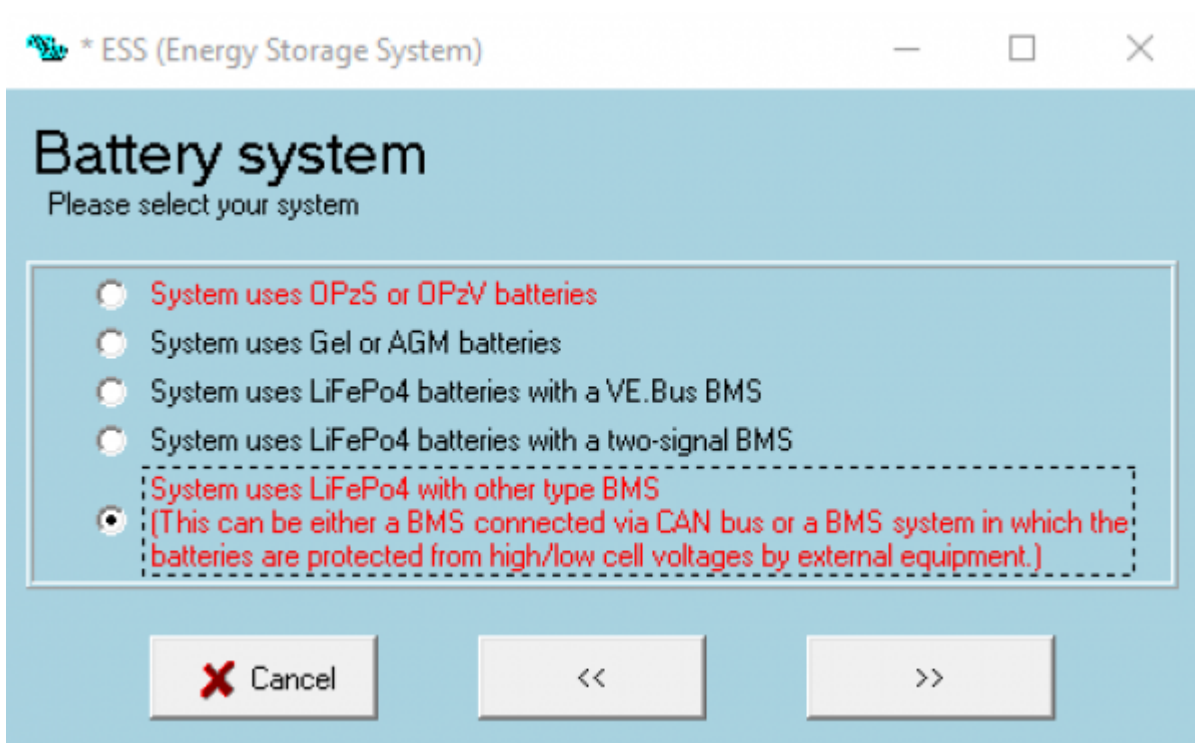 * ESS (Energy Storage System)
Battery system
Please select your system
System uses OPzS or OPzV batteries
System uses Gel or AGM batteries
System uses LiFePo4 batteries with a VE.Bus BMS
System uses LiFePo4 batteries with a two-signal BMS
System uses LiFePo4 with other type BMS
(This can be either a BMS connected via CAN bus or a BMS system in which the
batteries are protected from high/low cell voltages by external equipment.)
Cancel << >>